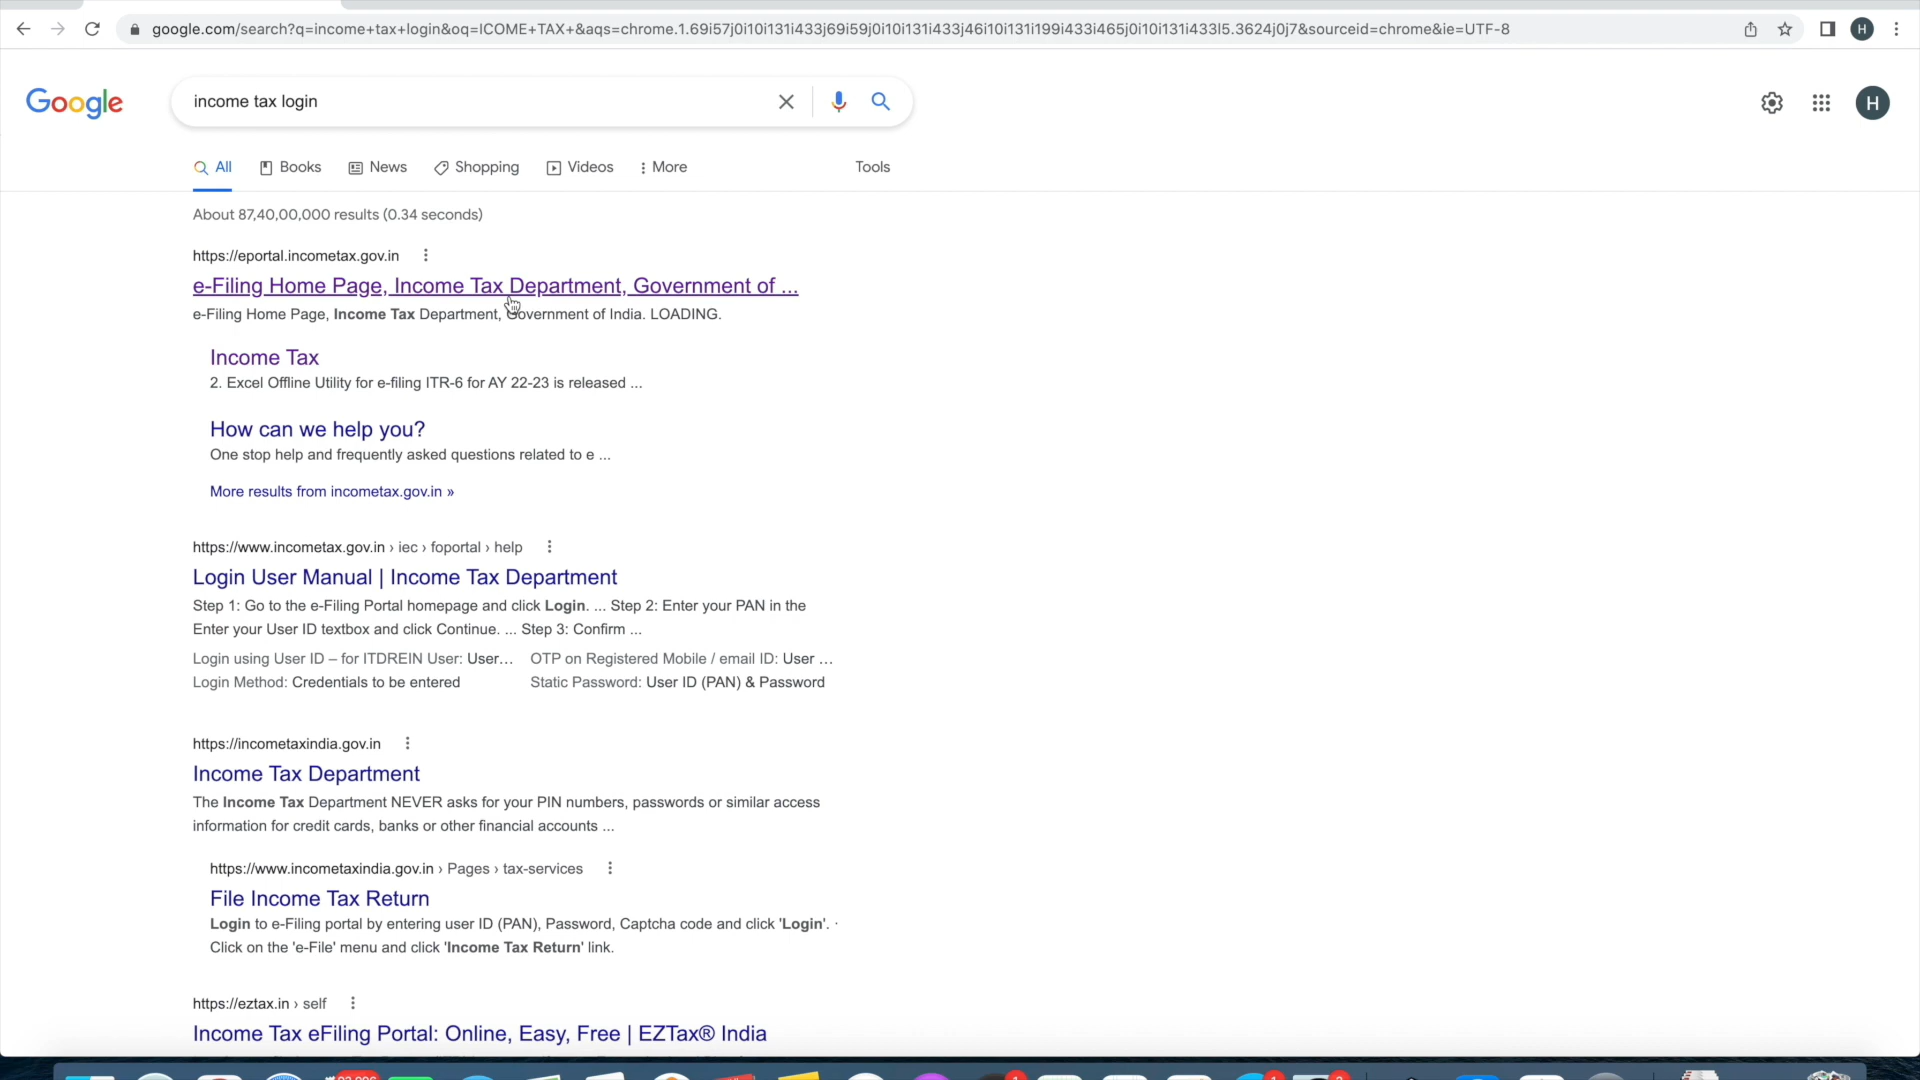 google.com/search?q=income+tax+login&oq=ICOME+TAX+&aqs=chrome.1.69i57j0i10i131i433j69i59j0i10i131i433j46i10i131i199i433i465j0i10i131i433l5.3624j0j7&sourceid=chrome&ie=UTF-8
H
Google
income tax login
H
All
Books
News
Shopping
Videos
More
Tools
About 87,40,00,000 results (0.34 seconds)
https://eportal.incometax.gov.in
e-Filing Home Page, Income Tax Department, Government of ...
e-Filing Home Page, Income Tax Department, Government of India. LOADING.
Income Tax
2. Excel Offline Utility for e-filing ITR-6 for AY 22-23 is released ...
How can we help you?
One stop help and frequently asked questions related to e ...
More results from incometax.gov.in »
https://www.incometax.gov.in › iec › foportal › help
Login User Manual | Income Tax Department
Step 1: Go to the e-Filing Portal homepage and click Login. ... Step 2: Enter your PAN in the
Enter your User ID textbox and click Continue. ... Step 3: Confirm ...
Login using User ID – for ITDREIN User: User... OTP on Registered Mobile / email ID: User ...
Login Method: Credentials to be entered Static Password: User ID (PAN) & Password
https://incometaxindia.gov.in
Income Tax Department
The Income Tax Department NEVER asks for your PIN numbers, passwords or similar access
information for credit cards, banks or other financial accounts ...
https://www.incometaxindia.gov.in › Pages › tax-services
File Income Tax Return
Login to e-Filing portal by entering user ID (PAN), Password, Captcha code and click 'Login'. ·
Click on the 'e-File' menu and click 'Income Tax Return' link.
https://eztax.in › self
Income Tax eFiling Portal: Online, Easy, Free | EZTax® India